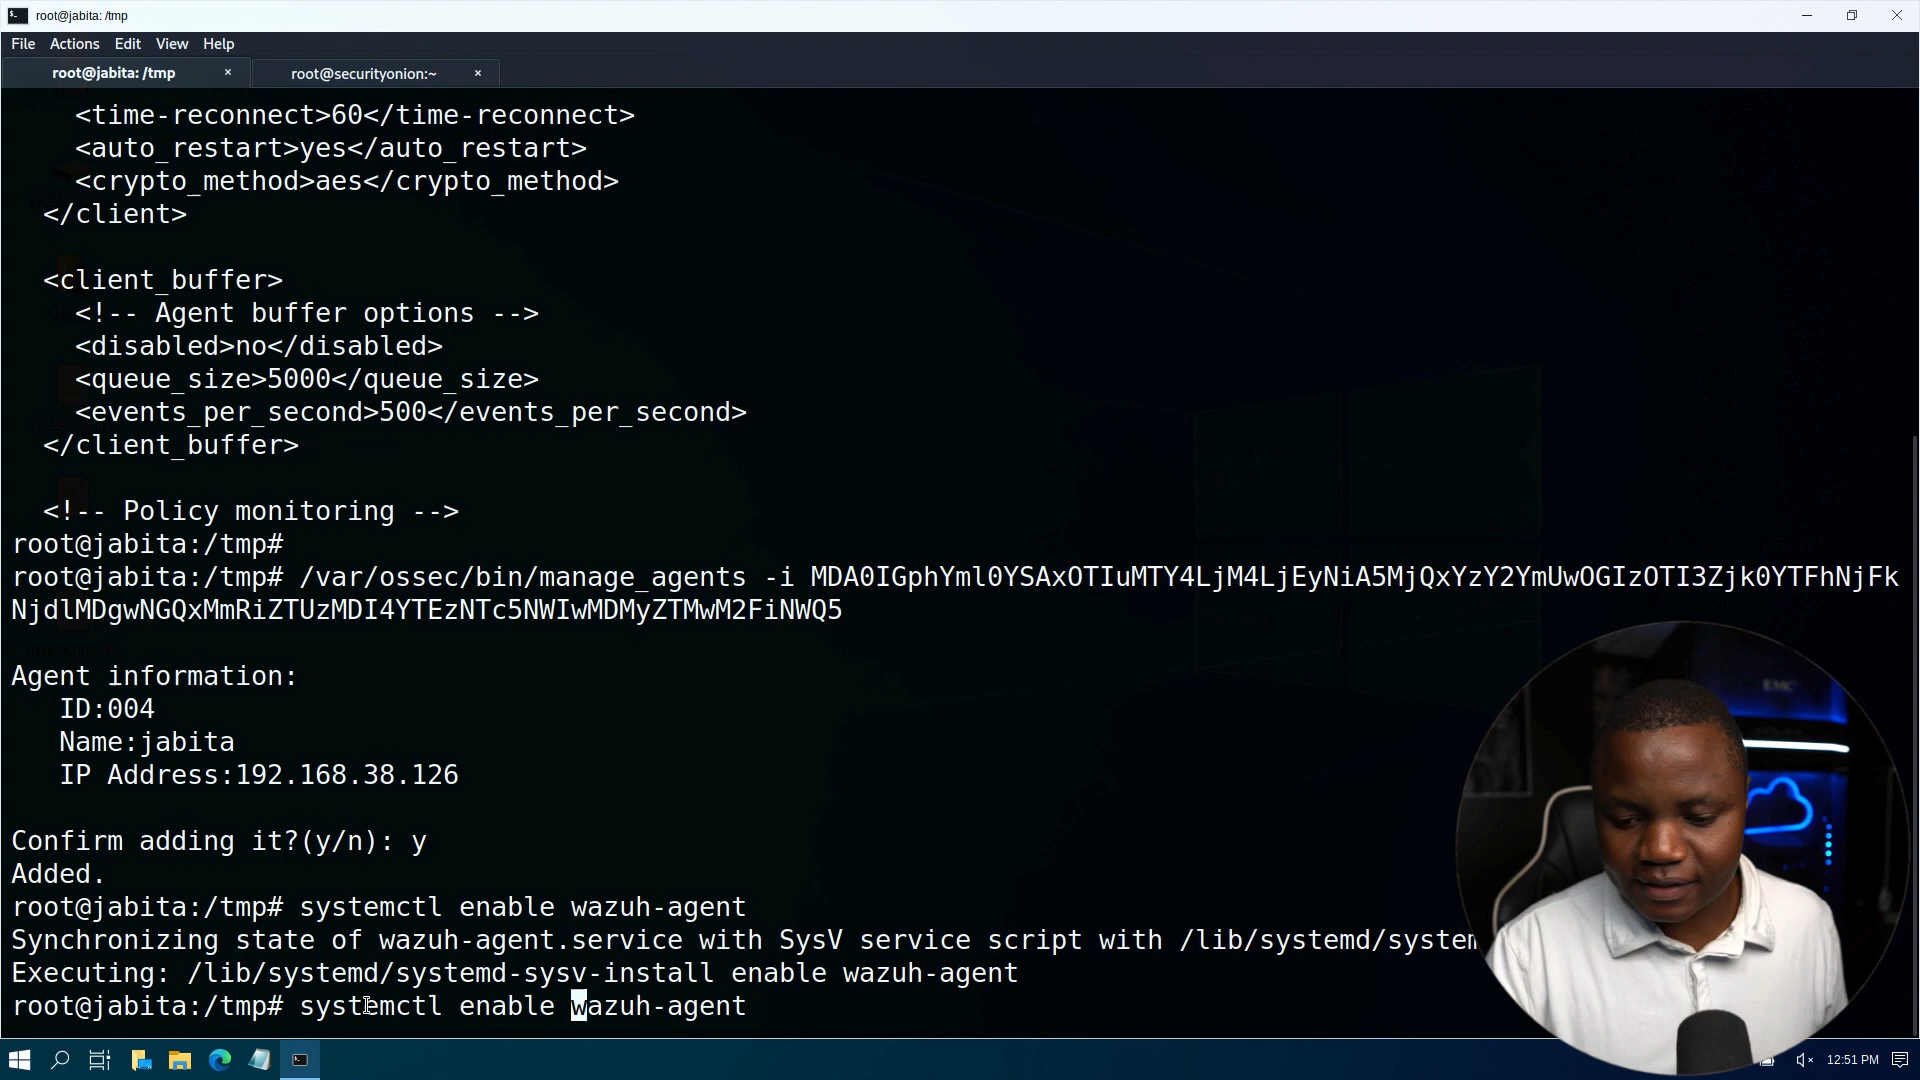 root@jabita: /tmp
File Actions Edit View Help
root@jabita: /tmp × root@securityonion:~ ×
<time-reconnect>60</time-reconnect>
<auto_restart>yes</auto_restart>
<crypto_method>aes</crypto_method>
</client>
<client_buffer>
<!-- Agent buffer options -->
<disabled>no</disabled>
<queue_size>5000</queue_size>
<events_per_second>500</events_per_second>
</client_buffer>
<!-- Policy monitoring -->
root@jabita:/tmp#
root@jabita:/tmp# /var/ossec/bin/manage_agents -i MDA0IGphYml0YSAxOTIuMTY4LjM4LjEyNiA5MjQxYzY2YmUwOGIzOTI3Zjk0YTFhNjFk
NjdlMDgwNGQxMmRiZTUzMDI4YTEzNTc5NWIwMDMyZTMwM2FiNWQ5
Agent information:
ID:004
Name:jabita
IP Address:192.168.38.126
Confirm adding it?(y/n): y
Added.
root@jabita:/tmp# systemctl enable wazuh-agent
Synchronizing state of wazuh-agent.service with SysV service script with /lib/systemd/system
Executing: /lib/systemd/systemd-sysv-install enable wazuh-agent
root@jabita:/tmp# systemctl enable wazuh-agent
EMC
12:51 PM